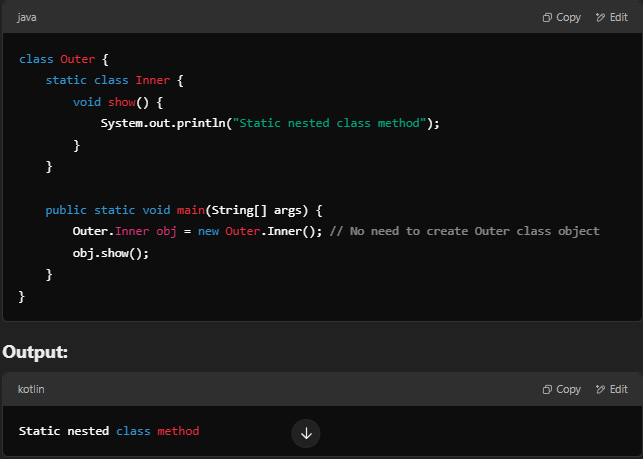 java
Copy
Edit
class Outer {
    static class Inner {
        void show() {
            System.out.println("Static nested class method");
        }
    }

    public static void main(String[] args) {
        Outer.Inner obj = new Outer.Inner(); // No need to create Outer class object
        obj.show();
    }
}
Output:
kotlin
Copy
Edit
Static nested class method